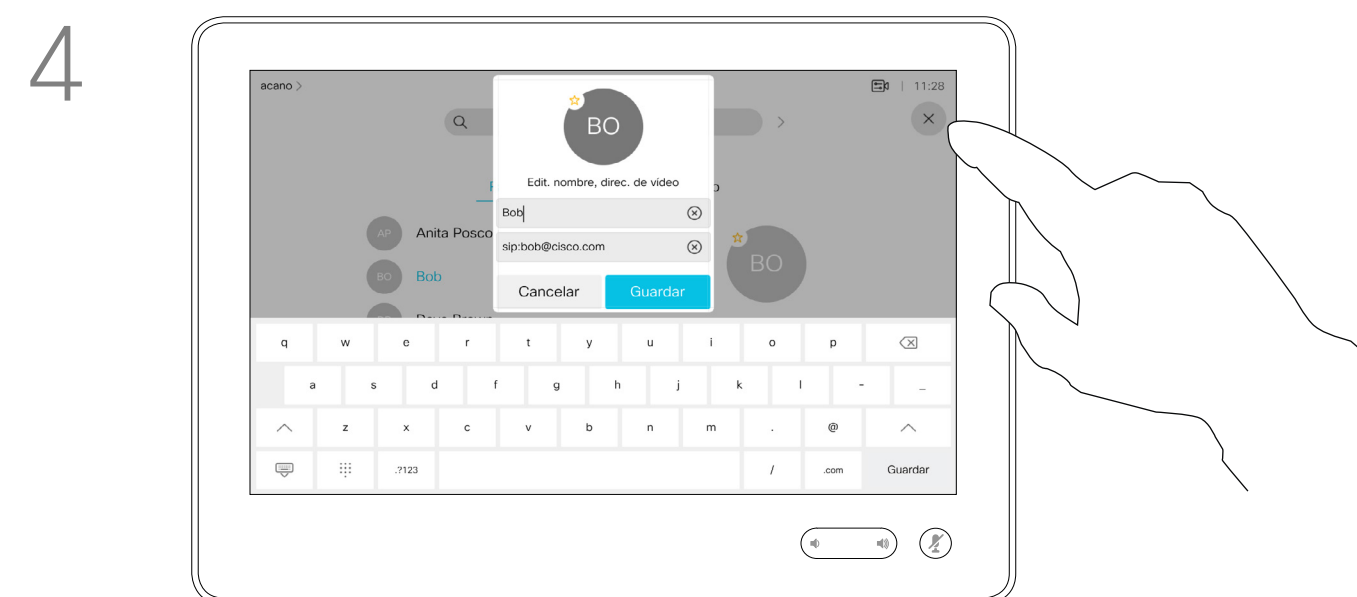 4
acano >
11:28
BO
Edit. nombre, direc. de vídeo
Bob
sip:bob@cisco.com
Cancelar Guardar
AP Anita Posco
BO Bob
BO
q w e r t y u i o p
a s d f g h j k l - _
z x c v b n m . @
.?123 / .com Guardar